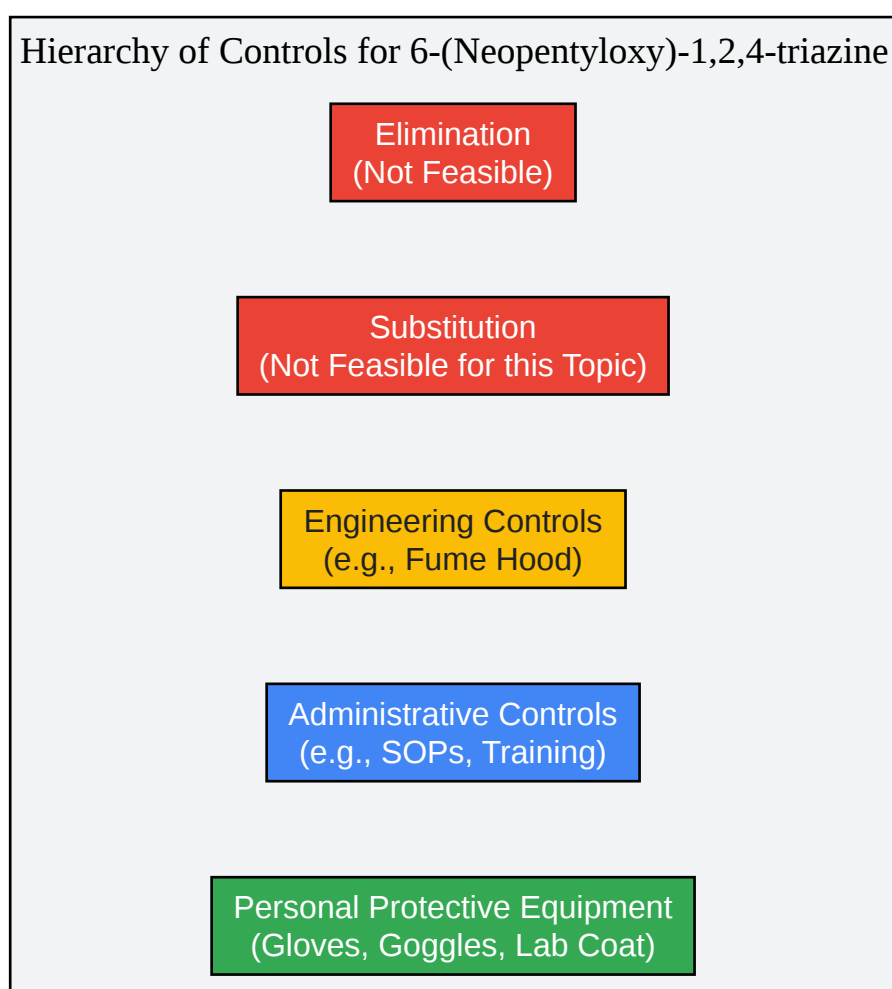 Hierarchy of Controls for 6-(Neopentyloxy)-1,2,4-triazine
Elimination
(Not Feasible)
Substitution
(Not Feasible for this Topic)
Engineering Controls
(e.g., Fume Hood)
Administrative Controls
(e.g., SOPs, Training)
Personal Protective Equipment
(Gloves, Goggles, Lab Coat)